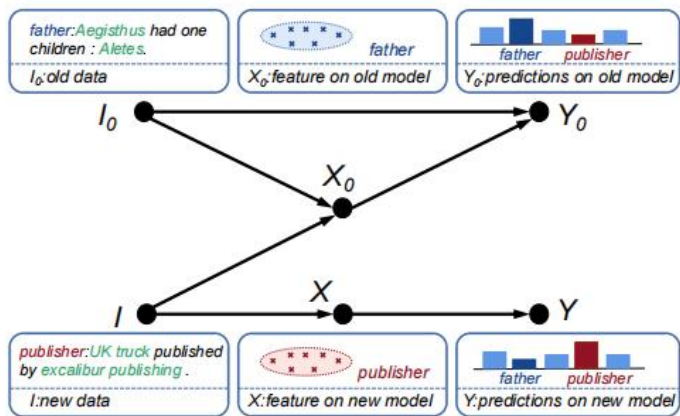 father:Aegisthus had one
children : Aletes.
I0:old data
father
X0:feature on old model
father publisher
Y0:predictions on old model
I0
Y0
X0
I
X
Y
publisher:UK truck published
by excalibur publishing .
I:new data
publisher
X:feature on new model
father publisher
Y:predictions on new model